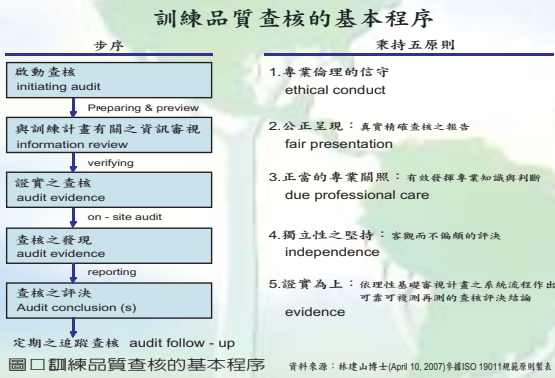 訓練品質查核的基本程序
步序
啟動查核
initiating audit
Preparing & preview
與訓練計畫有關之資訊審視
information review
verifying
證實之查核
audit evidence
on - site audit
查核之發現
audit evidence
reporting
查核之評決
Audit conclusion (s)
定期之追蹤查核 audit follow - up
秉持五原則
1.專業倫理的信守
ethical conduct
2.公正呈現：真實精確查核之報告
fair presentation
3.正當的專業關照：有效發揮專業知識與判斷
due professional care
4.獨立性之堅持：客觀而不偏頗的評決
independence
5.證實為上：依理性基礎審視計畫之系統流程作出
可靠可複測再測的查核評決結論
evidence
圖口訓練品質查核的基本程序
資料來源：林建山博士(April 10, 2007)參據ISO 19011規範原則製表